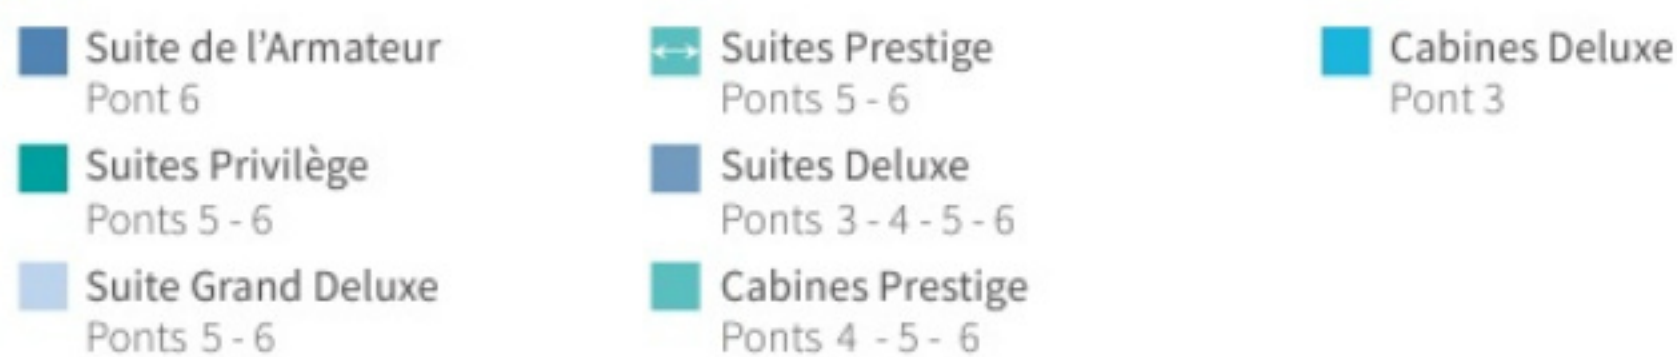 Suite de l’Armateur
Pont 6
Suites Privilège
Ponts 5 - 6
Suite Grand Deluxe
Ponts 5 - 6
Suites Prestige
Ponts 5 - 6
Suites Deluxe
Ponts 3 - 4 - 5 - 6
Cabines Prestige
Ponts 4 - 5 - 6
Cabines Deluxe
Pont 3